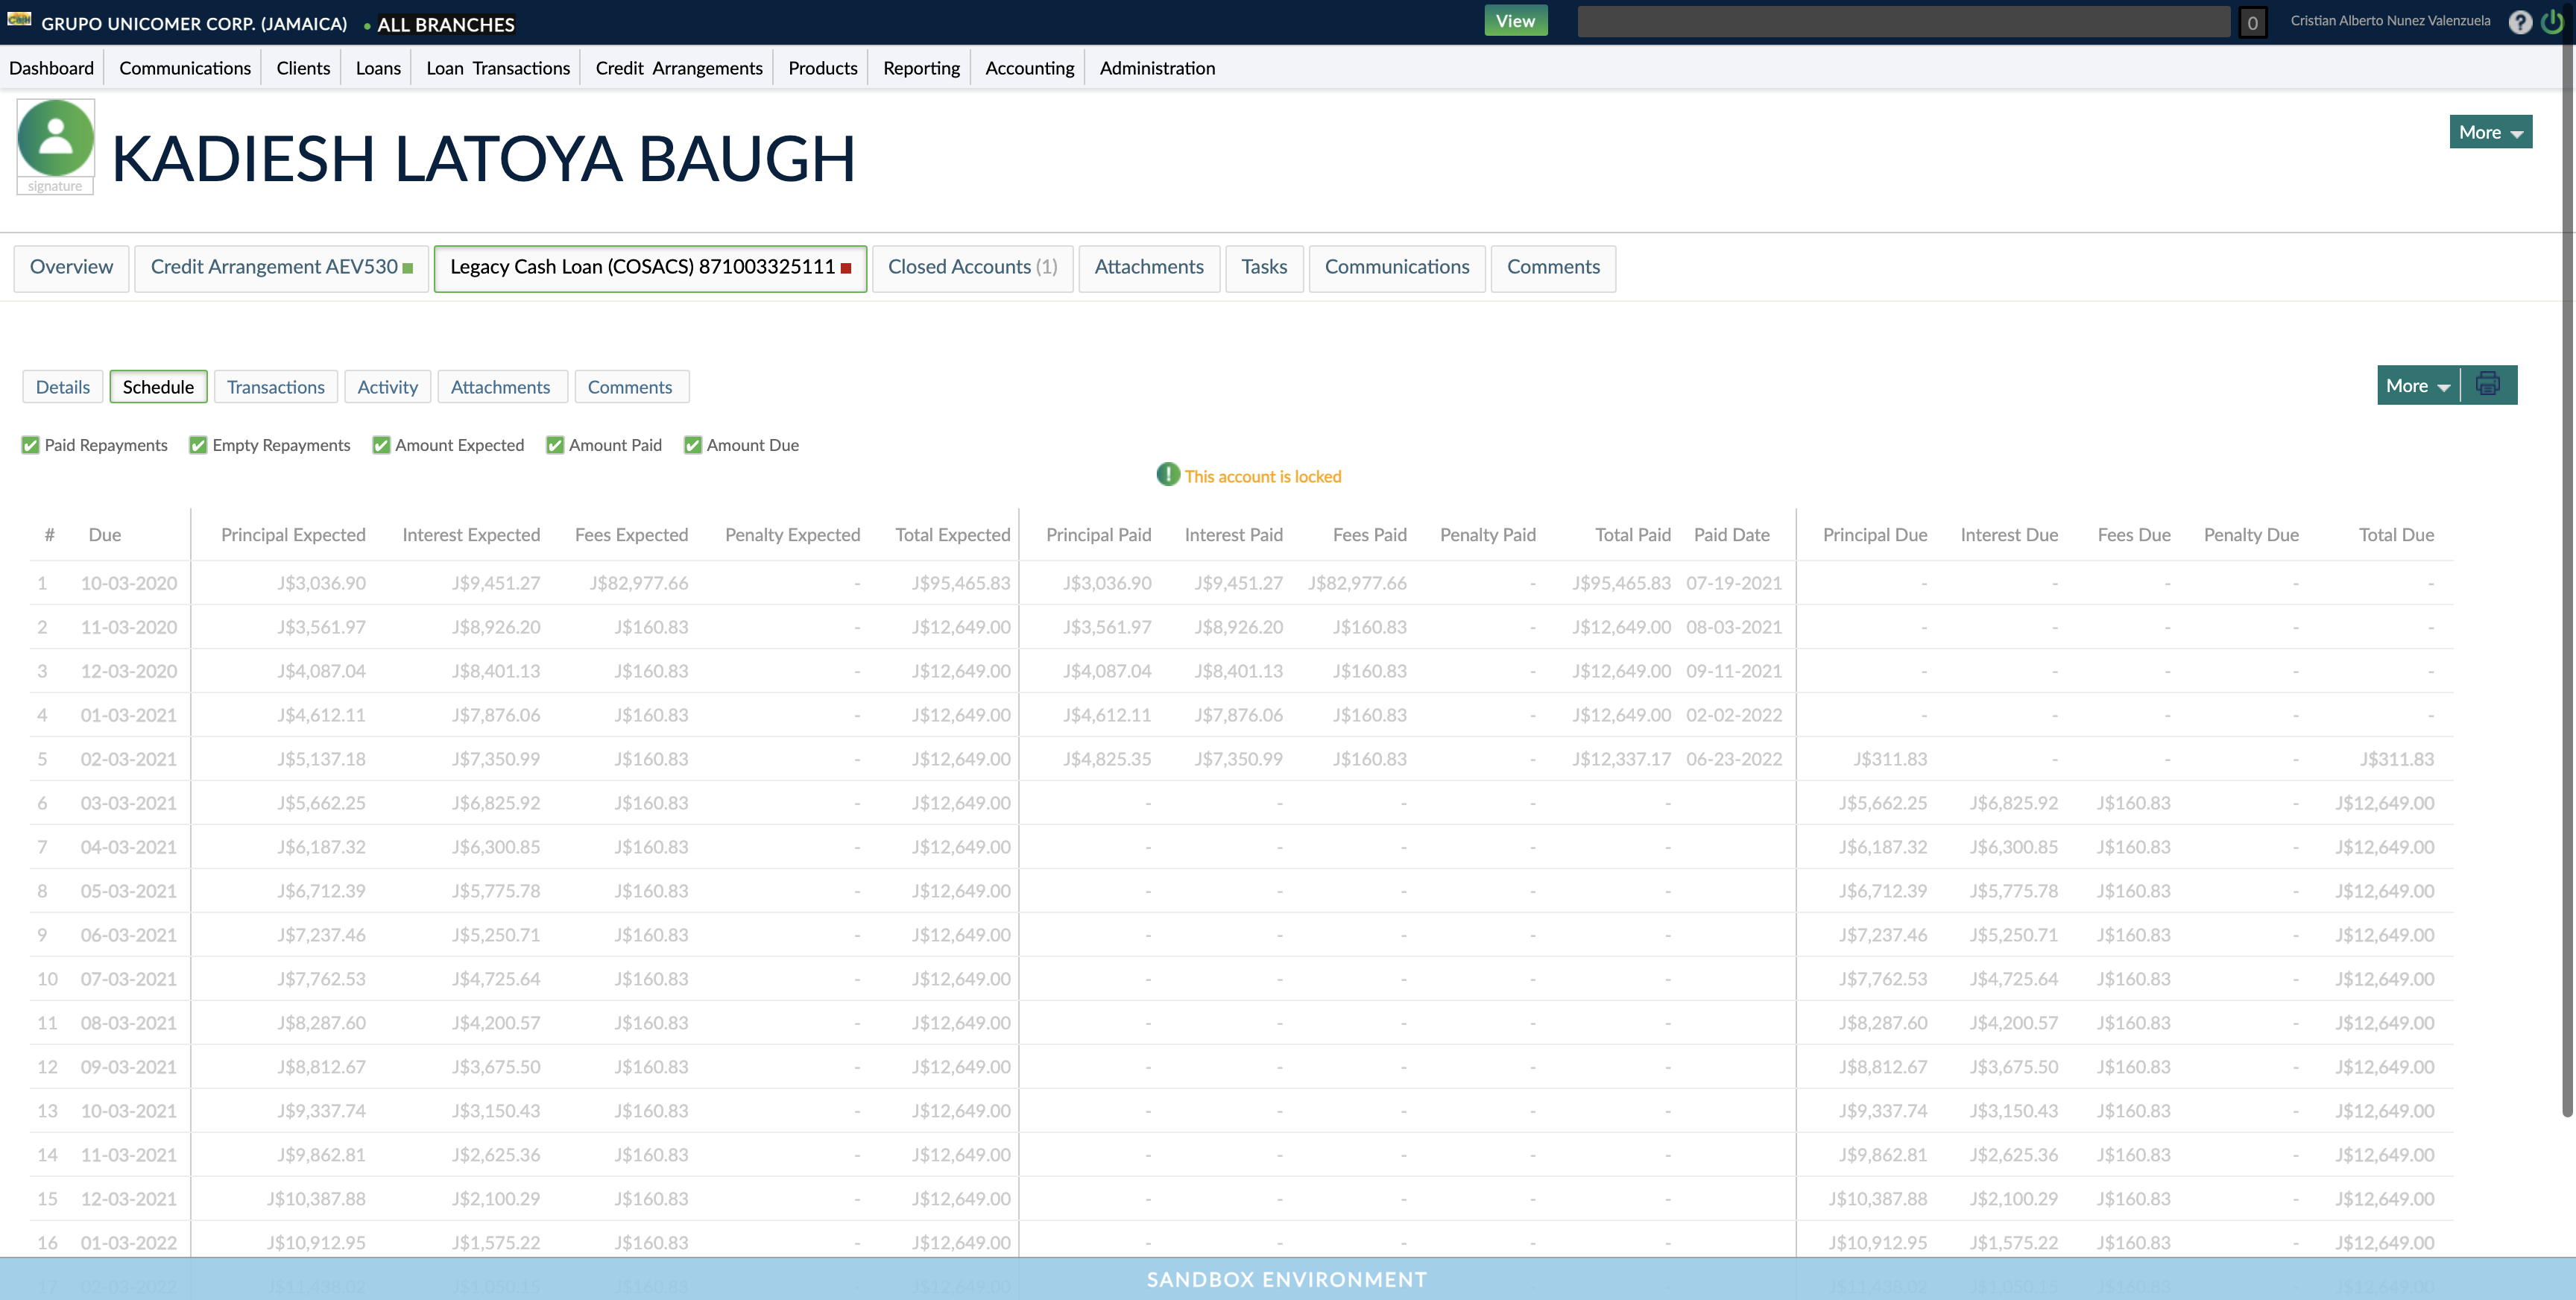 GRUPO UNICOMER CORP. (JAMAICA) • ALL BRANCHES View 0 Cristian Alberto Nunez Valenzuela ?
Dashboard Communications Clients Loans Loan Transactions Credit Arrangements Products Reporting Accounting Administration
signature
KADIESH LATOYA BAUGH
More
Overview Credit Arrangement AEV530 Legacy Cash Loan (COSACS) 871003325111 Closed Accounts (1) Attachments Tasks Communications Comments
Details Schedule Transactions Activity Attachments Comments More
Paid Repayments Empty Repayments Amount Expected Amount Paid Amount Due
This account is locked
# Due Principal Expected Interest Expected Fees Expected Penalty Expected Total Expected Principal Paid Interest Paid Fees Paid Penalty Paid Total Paid Paid Date Principal Due Interest Due Fees Due Penalty Due Total Due
1 10-03-2020 J$3,036.90 J$9,451.27 J$82,977.66 - J$95,465.83 J$3,036.90 J$9,451.27 J$82,977.66 - J$95,465.83 07-19-2021 - - - - -
2 11-03-2020 J$3,561.97 J$8,926.20 J$160.83 - J$12,649.00 J$3,561.97 J$8,926.20 J$160.83 - J$12,649.00 08-03-2021 - - - - -
3 12-03-2020 J$4,087.04 J$8,401.13 J$160.83 - J$12,649.00 J$4,087.04 J$8,401.13 J$160.83 - J$12,649.00 09-11-2021 - - - - -
4 01-03-2021 J$4,612.11 J$7,876.06 J$160.83 - J$12,649.00 J$4,612.11 J$7,876.06 J$160.83 - J$12,649.00 02-02-2022 - - - - -
5 02-03-2021 J$5,137.18 J$7,350.99 J$160.83 - J$12,649.00 J$4,825.35 J$7,350.99 J$160.83 - J$12,337.17 06-23-2022 J$311.83 - - - J$311.83
6 03-03-2021 J$5,662.25 J$6,825.92 J$160.83 - J$12,649.00 - - - - - J$5,662.25 J$6,825.92 J$160.83 - J$12,649.00
7 04-03-2021 J$6,187.32 J$6,300.85 J$160.83 - J$12,649.00 - - - - - J$6,187.32 J$6,300.85 J$160.83 - J$12,649.00
8 05-03-2021 J$6,712.39 J$5,775.78 J$160.83 - J$12,649.00 - - - - - J$6,712.39 J$5,775.78 J$160.83 - J$12,649.00
9 06-03-2021 J$7,237.46 J$5,250.71 J$160.83 - J$12,649.00 - - - - - J$7,237.46 J$5,250.71 J$160.83 - J$12,649.00
10 07-03-2021 J$7,762.53 J$4,725.64 J$160.83 - J$12,649.00 - - - - - J$7,762.53 J$4,725.64 J$160.83 - J$12,649.00
11 08-03-2021 J$8,287.60 J$4,200.57 J$160.83 - J$12,649.00 - - - - - J$8,287.60 J$4,200.57 J$160.83 - J$12,649.00
12 09-03-2021 J$8,812.67 J$3,675.50 J$160.83 - J$12,649.00 - - - - - J$8,812.67 J$3,675.50 J$160.83 - J$12,649.00
13 10-03-2021 J$9,337.74 J$3,150.43 J$160.83 - J$12,649.00 - - - - - J$9,337.74 J$3,150.43 J$160.83 - J$12,649.00
14 11-03-2021 J$9,862.81 J$2,625.36 J$160.83 - J$12,649.00 - - - - - J$9,862.81 J$2,625.36 J$160.83 - J$12,649.00
15 12-03-2021 J$10,387.88 J$2,100.29 J$160.83 - J$12,649.00 - - - - - J$10,387.88 J$2,100.29 J$160.83 - J$12,649.00
16 01-03-2022 J$10,912.95 J$1,575.22 J$160.83 - J$12,649.00 - - - - - J$10,912.95 J$1,575.22 J$160.83 - J$12,649.00
17 02-03-2022 J$11,438.02 J$1,050.15 J$160.83 J$12,649.00 J$11,438.02 J$1,050.15 J$160.83 J$12,649.00
SANDBOX ENVIRONMENT